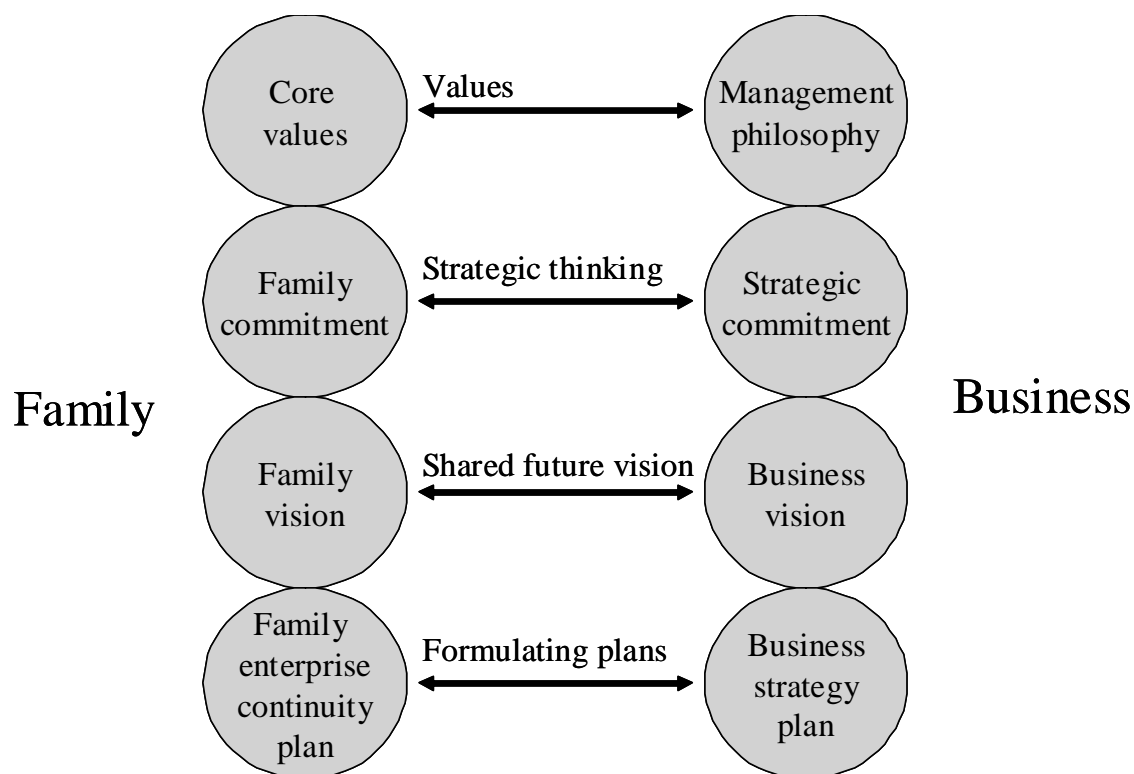 Core
values
Values
Management
philosophy
Family
commitment
Strategic thinking
Strategic
commitment
Family
Business
Family
vision
Shared future vision
Business
vision
Family
enterprise
continuity
plan
Formulating plans
Business
strategy
plan